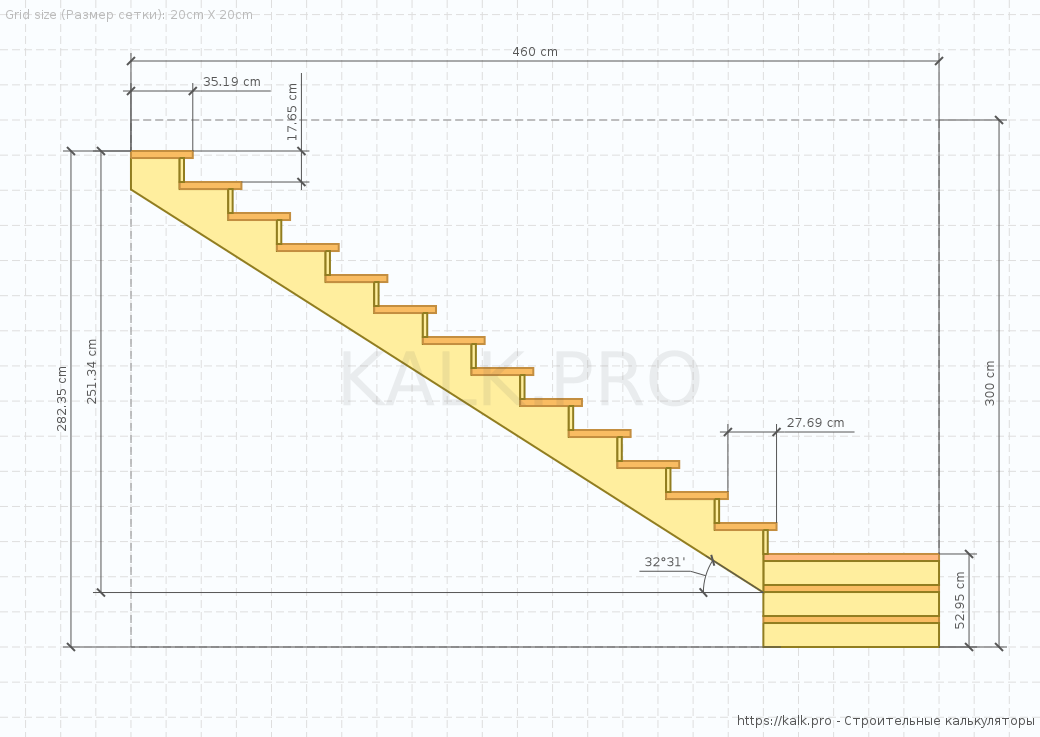 Grid size (Размер сетки): 20cm X 20cm
460 cm
35.19 cm
17.65 cm
282.35 cm
251.34 cm
KALK.PRO
300 cm
27.69 cm
32°31'
52.95 cm
https://kalk.pro - Строительные калькуляторы